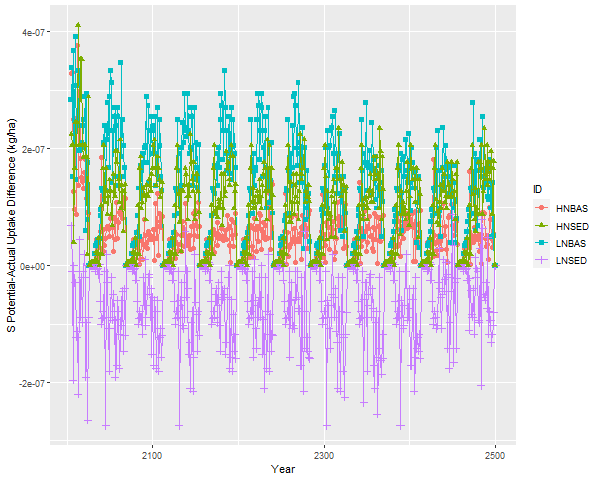 4e-07
2e-07
0e+00
-2e-07
S Potential-Actual Uptake Difference (kg/ha)
2100
2300
2500
Year
ID
HNBAS
HNSED
LNBAS
LNSED